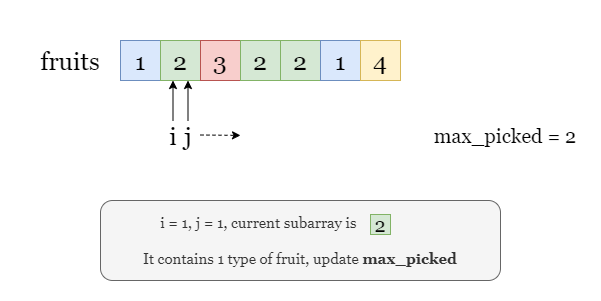 fruits 1 2 3 2 2 1 4
i j
max_picked = 2
i = 1, j = 1, current subarray is 2
It contains 1 type of fruit, update max_picked